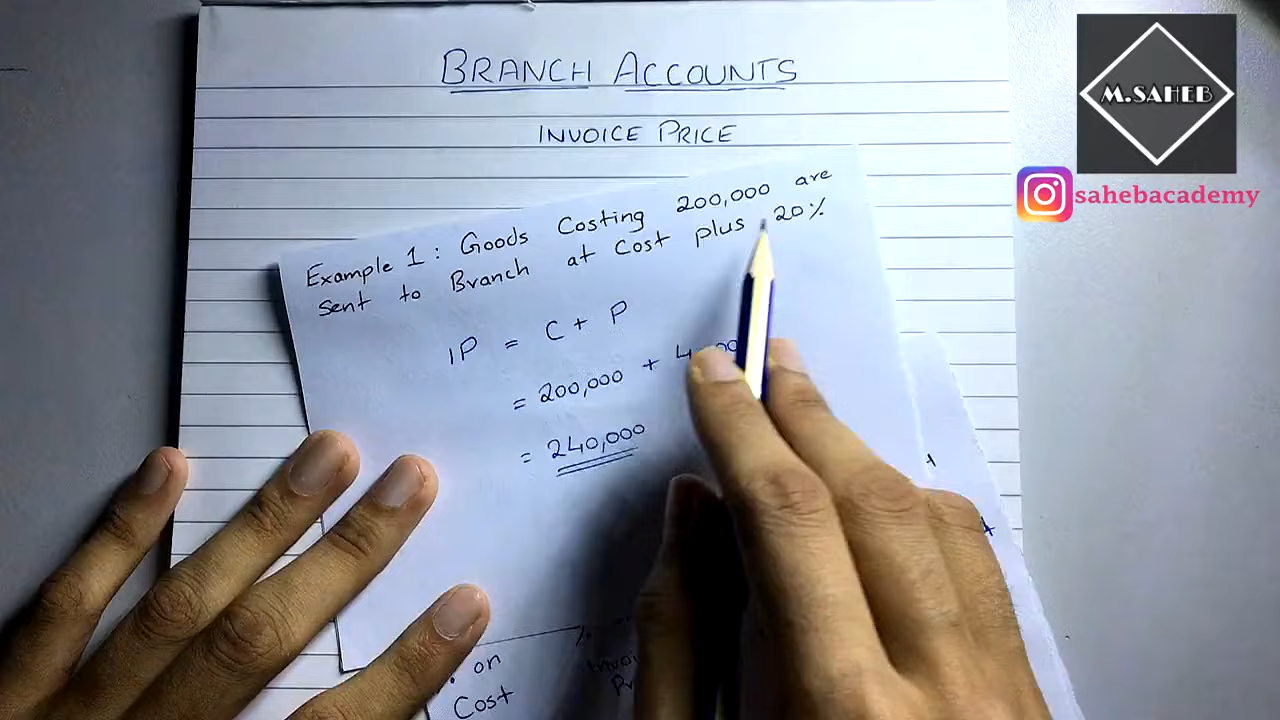 BRANCH ACCOUNTS
INVOICE PRICE
M.SAHEB
sahebacademy
Example 1: Goods Costing 200,000 are
Sent to Branch at Cost plus 20%
IP = C + P
= 200,000 +
= 240,000
on
Cost